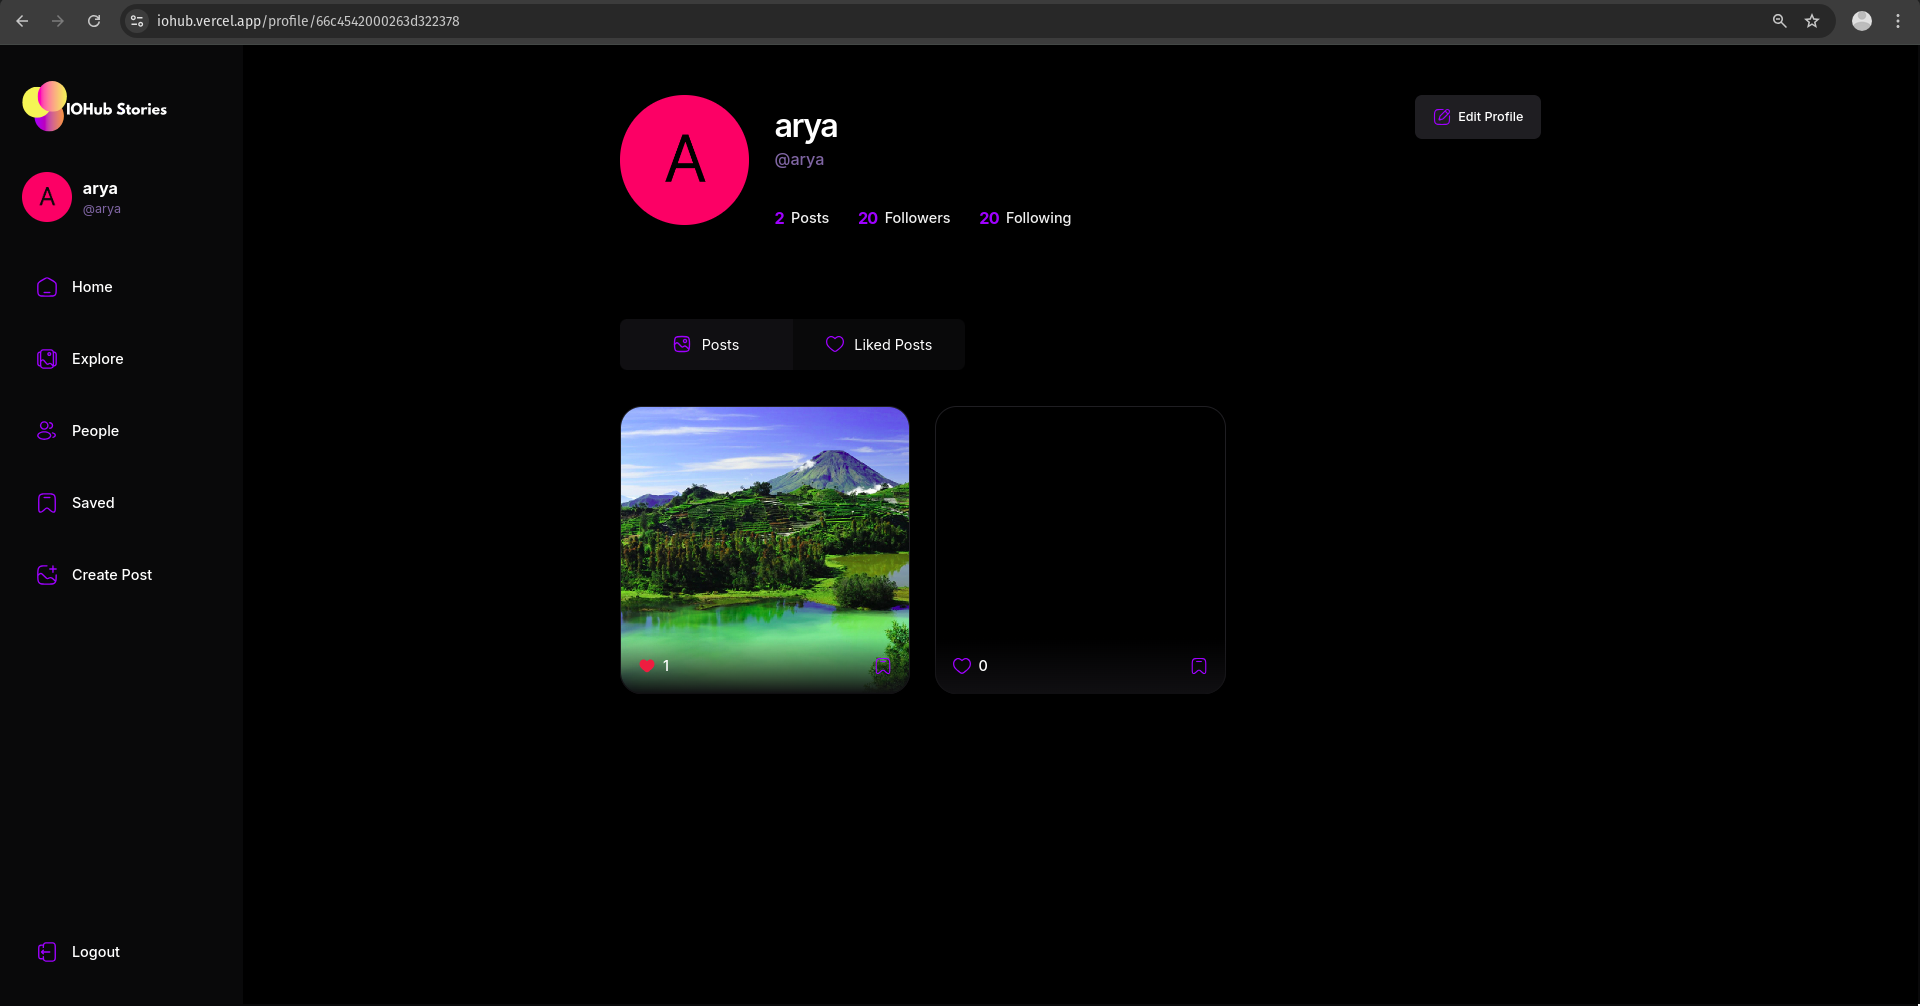 iohub.vercel.app/profile/66c4542000263d322378
IOHub Stories
A
arya
@arya
Home
Explore
People
Saved
Create Post
Logout
A
arya
@arya
2 Posts 20 Followers 20 Following
Edit Profile
Posts Liked Posts
1
0